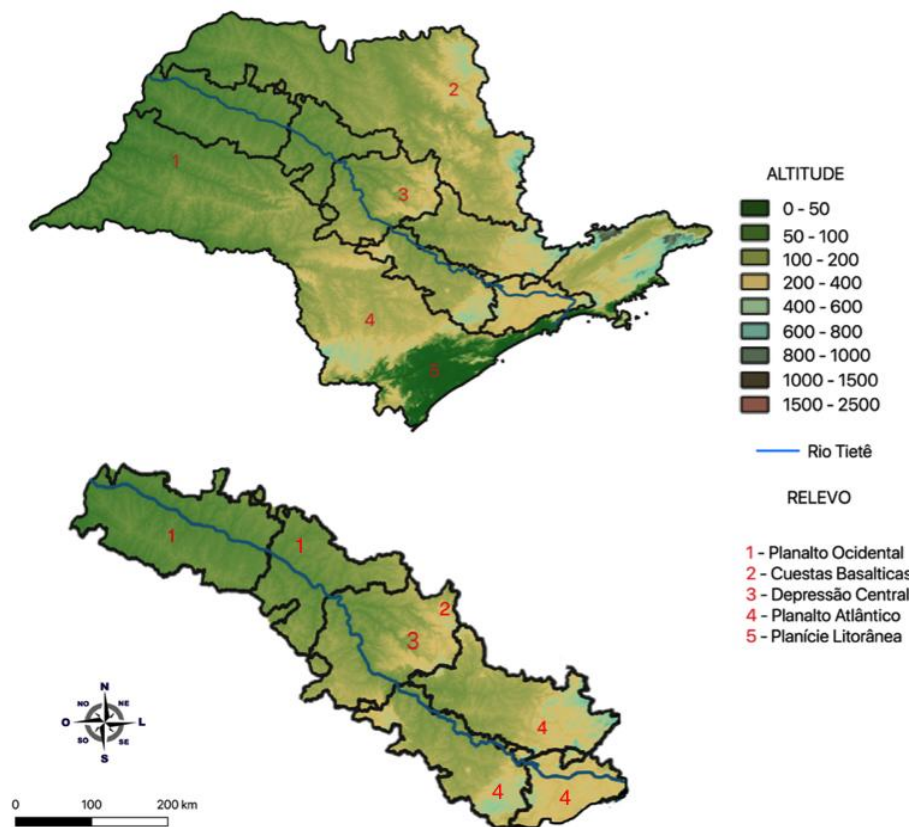 2
1
3
4
5
ALTITUDE
0 - 50
50 - 100
100 - 200
200 - 400
400 - 600
600 - 800
800 - 1000
1000 - 1500
1500 - 2500
Rio Tietê
RELEVO
1 - Planalto Ocidental
2 - Cuestas Basalticas
3 - Depressão Central
4 - Planalto Atlântico
5 - Planície Litorânea
1
1
2
3
4
4
4
N
NO NE
O L
SO SE
S
0 100 200 km